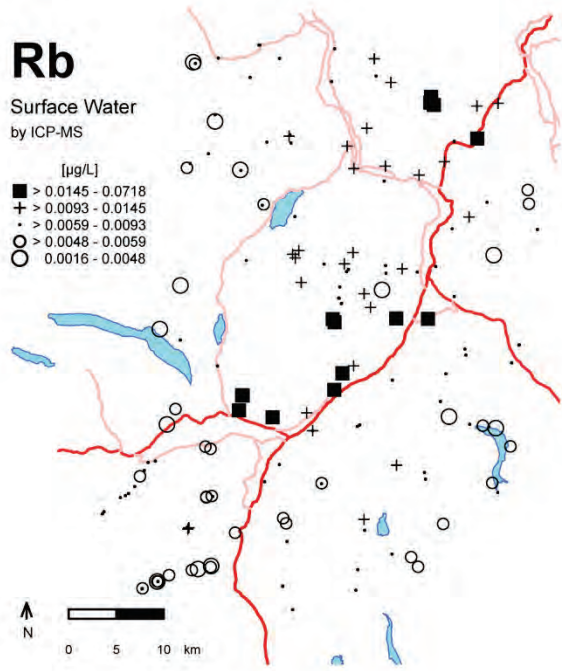 Rb
Surface Water
by ICP-MS
[µg/L]
> 0.0145 - 0.0718
> 0.0093 - 0.0145
> 0.0059 - 0.0093
> 0.0048 - 0.0059
0.0016 - 0.0048
N
0 5 10 km